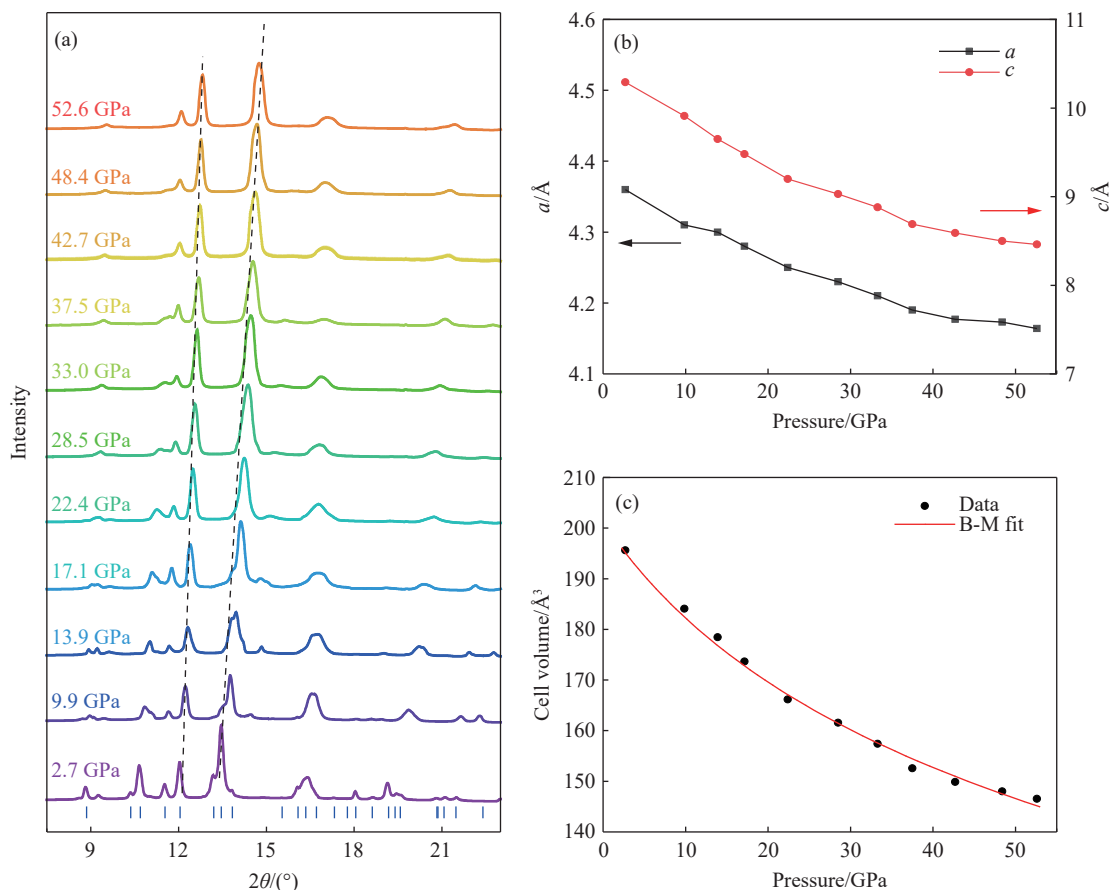 (a)
52.6 GPa
48.4 GPa
42.7 GPa
37.5 GPa
33.0 GPa
28.5 GPa
22.4 GPa
17.1 GPa
13.9 GPa
9.9 GPa
2.7 GPa
Intensity
9 12 15 18 21
2θ/(°)
(b)
a
c
4.6
4.5
4.4
4.3
4.2
4.1
a/Å
11
10
9
8
7
c/Å
0 10 20 30 40 50
Pressure/GPa
(c)
Data
B-M fit
210
200
190
180
170
160
150
140
Cell volume/Å³
0 10 20 30 40 50
Pressure/GPa